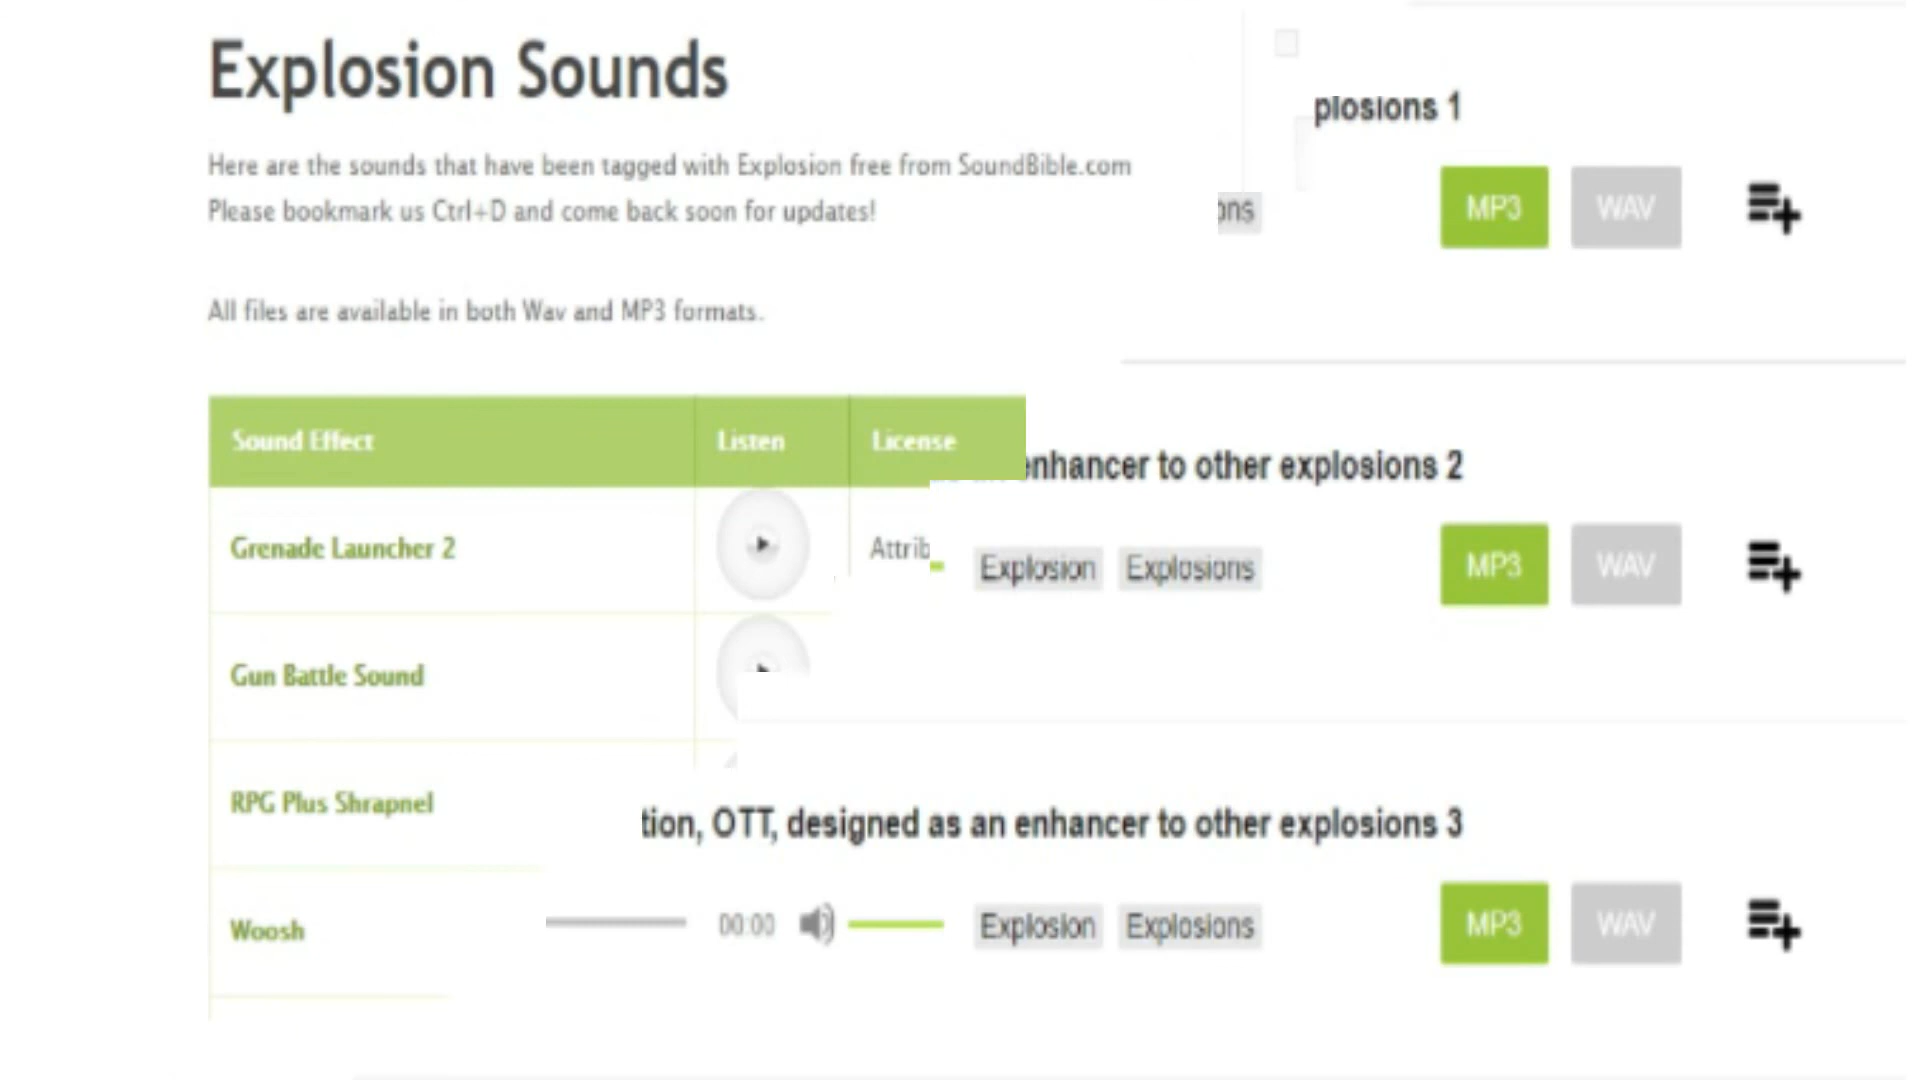 Explosion Sounds
Here are the sounds that have been tagged with Explosion free from SoundBible.com
Please bookmark us Ctrl+D and come back soon for updates!
All files are available in both Wav and MP3 formats.
Sound Effect Listen License
Grenade Launcher 2 Attrib
Gun Battle Sound
RPG Plus Shrapnel
Woosh
plosions 1
ons MP3 WAV
enhancer to other explosions 2
Explosion Explosions MP3 WAV
tion, OTT, designed as an enhancer to other explosions 3
00:00 Explosion Explosions MP3 WAV